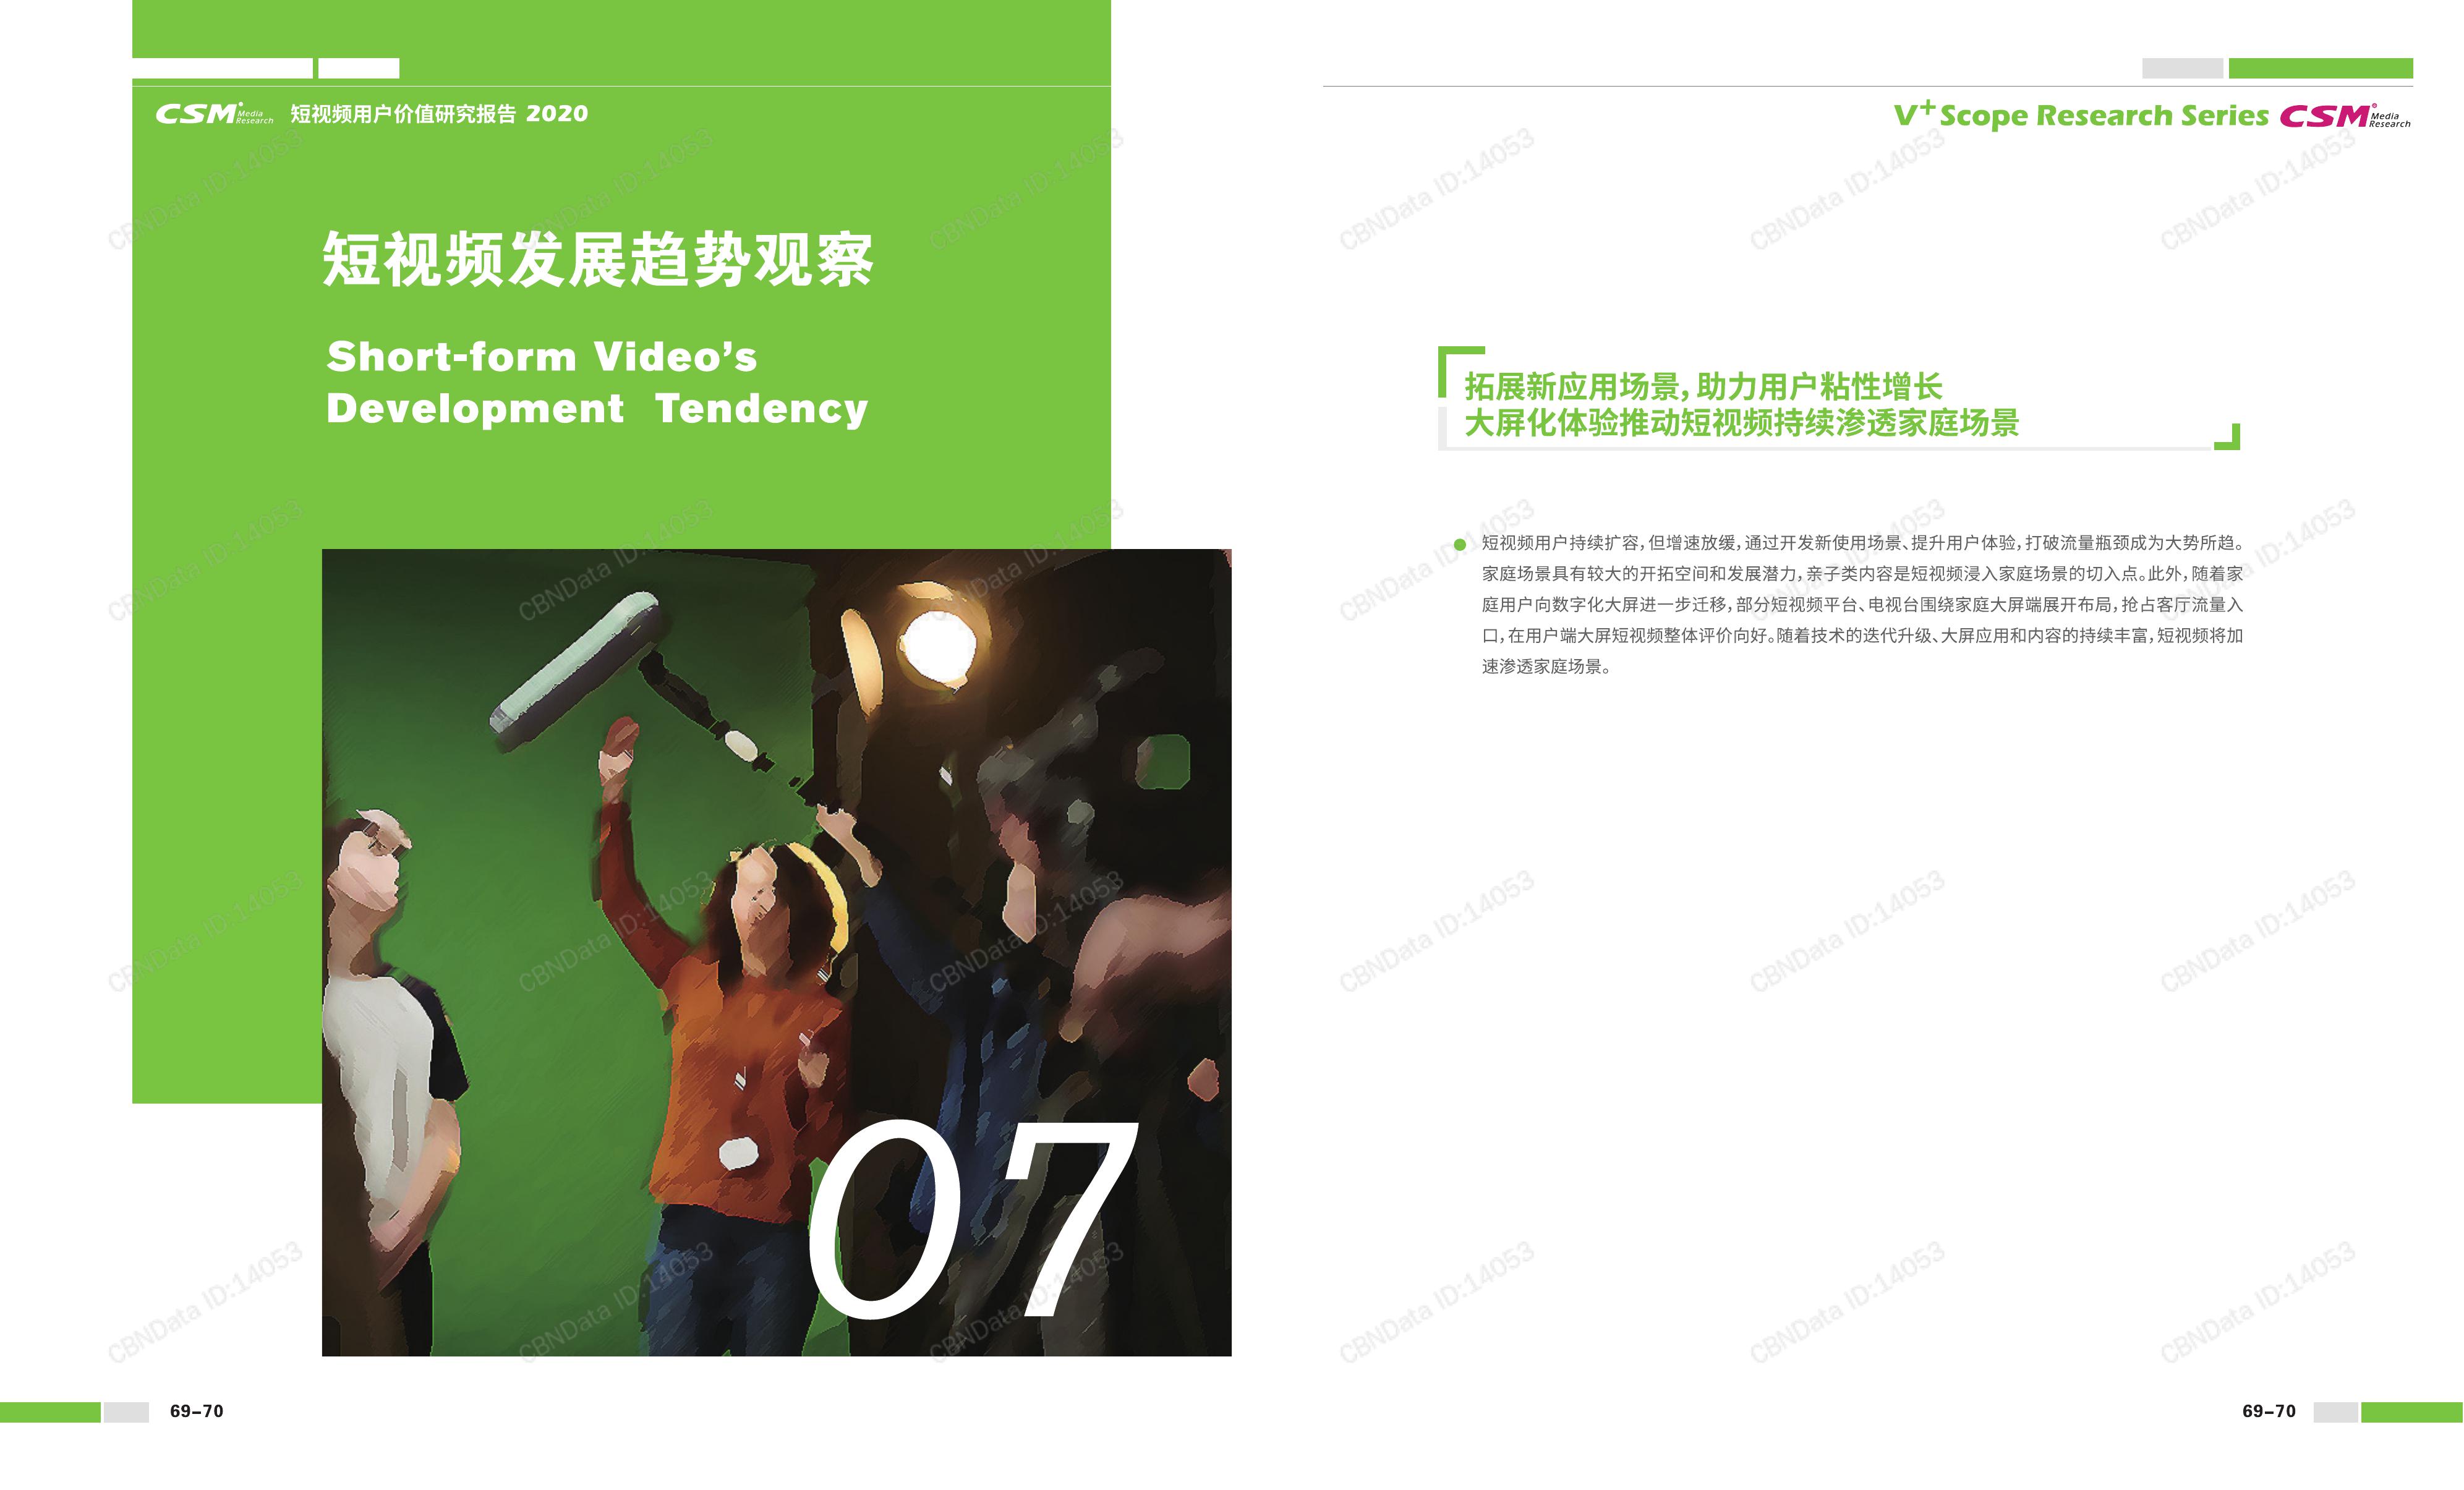 CSM Media Research 短视频用户价值研究报告 2020
短视频发展趋势观察
Short-form Video's
Development Tendency
07
69-70
V+Scope Research Series CSM Media Research
拓展新应用场景,助力用户粘性增长
大屏化体验推动短视频持续渗透家庭场景
短视频用户持续扩容,但增速放缓,通过开发新使用场景、提升用户体验,打破流量瓶颈成为大势所趋。
家庭场景具有较大的开拓空间和发展潜力,亲子类内容是短视频浸入家庭场景的切入点。此外,随着家
庭用户向数字化大屏进一步迁移,部分短视频平台、电视台围绕家庭大屏端展开布局,抢占客厅流量入
口,在用户端大屏短视频整体评价向好。随着技术的迭代升级、大屏应用和内容的持续丰富,短视频将加
速渗透家庭场景。
69-70
CBNData ID:14053